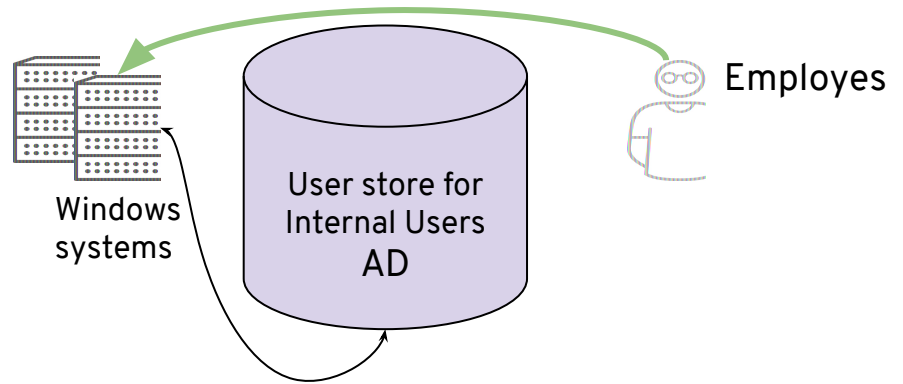 Employes
User store for
Internal Users
AD
Windows
systems